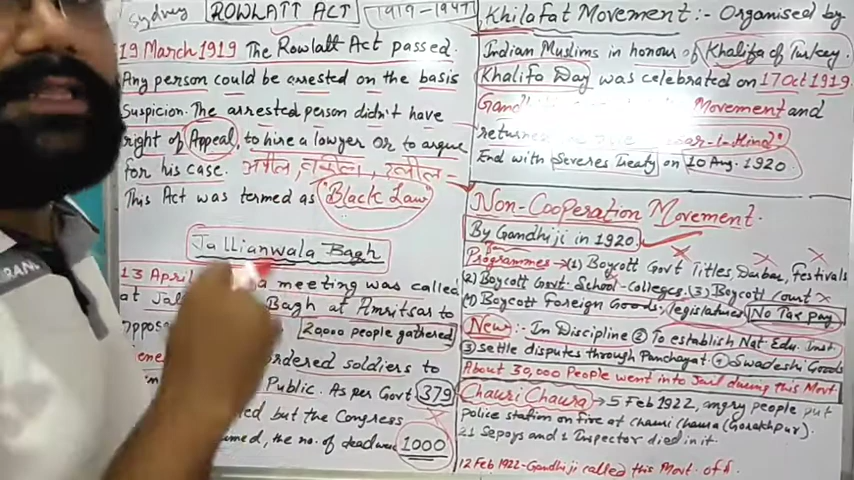 Sydney ROWLATT ACT 1919-1947
19 March 1919 The Rowlatt Act passed.
Any person could be arrested on the basis
Suspicion. The arrested person didn't have
right of Appeal, to hire a lawyer or to argue
for his case. अपील, वकील, दलील
This Act was termed as "Black Law"
Jallianwala Bagh
13 April a meeting was called
at Bagh at Amritsar to
20000 people gathered
ordered soldiers to
Public. As per Govt 379
but the Congress
the no. of dead was 1000
Khilafat Movement:- Organised by
Indian Muslims in honour of Khalifa of Turkey.
Khalifa Day was celebrated on 17 Oct 1919.
Movement and
End with Severes Treaty on 10 Aug. 1920
Non-Cooperation Movement.
By Gandhiji in 1920
Programmes → (1) Boycott Govt Titles, Darbar, Festivals
(2) Boycott Govt. School-colleges. (3) Boycott Court
Boycott Foreign Goods, legislatures No Tax pay
New:- In Discipline ② To establish Nat. Edu. Inst
③ settle disputes through Panchayat ④ Swadeshi Goods
About 30,000 People went into Jail during this Movt.
Chauri Chaura → 5 Feb 1922, angry people put
police station on fire at Chauri Chaura (Gorakhpur).
21 Sepoys and 1 Inspector died in it.
12 Feb 1922-Gandhiji called this Movt. off.